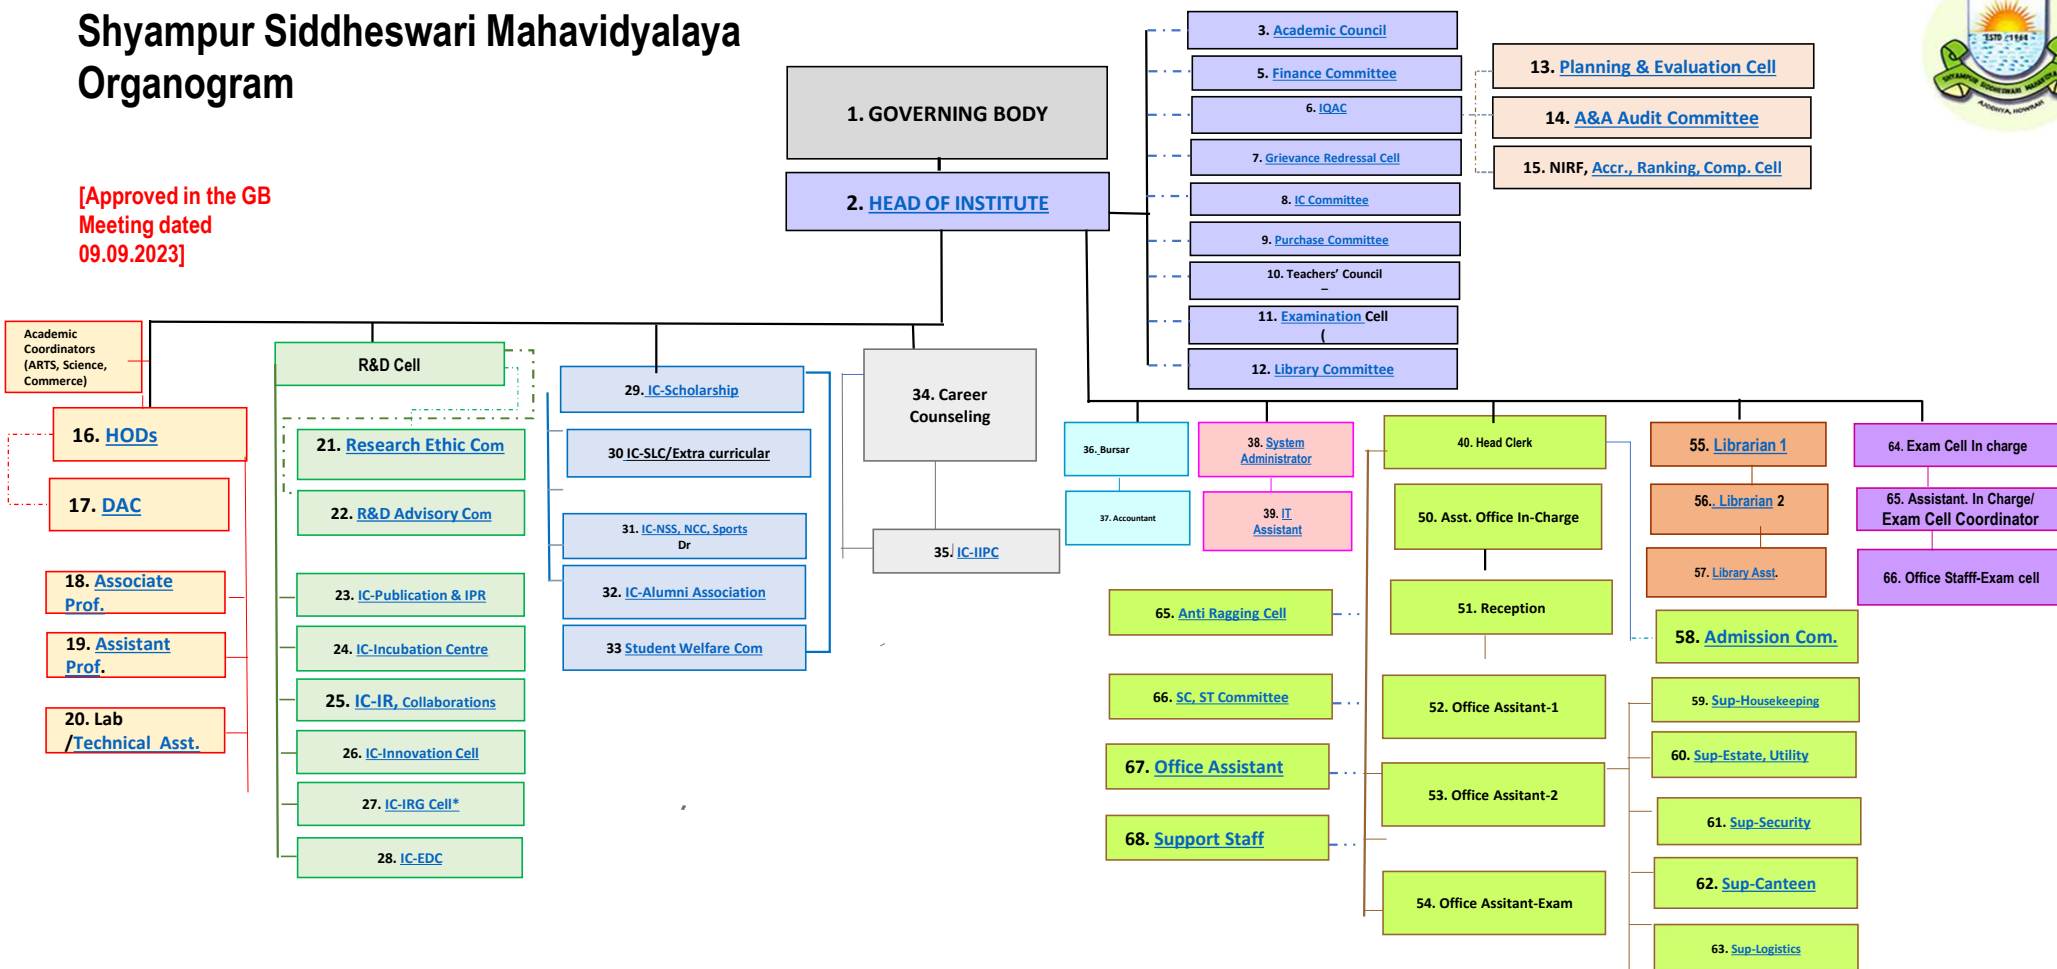 Shyampur Siddheswari Mahavidyalaya
Organogram
[Approved in the GB
Meeting dated
09.09.2023]
1. GOVERNING BODY
2. HEAD OF INSTITUTE
3. Academic Council
5. Finance Committee
6. IQAC
7. Grievance Redressal Cell
8. IC Committee
9. Purchase Committee
10. Teachers’ Council
–
11. Examination Cell
(
12. Library Committee
13. Planning & Evaluation Cell
14. A&A Audit Committee
15. NIRF, Accr., Ranking, Comp. Cell
ESTD :1964
SHYAMPUR SIDDHESWARI MAHAVIDYA
AJODHYA, HOWRAH
Academic
Coordinators
(ARTS, Science,
Commerce)
16. HODs
17. DAC
18. Associate
Prof.
19. Assistant
Prof.
20. Lab
/Technical Asst.
R&D Cell
21. Research Ethic Com
22. R&D Advisory Com
23. IC-Publication & IPR
24. IC-Incubation Centre
25. IC-IR, Collaborations
26. IC-Innovation Cell
27. IC-IRG Cell*
28. IC-EDC
29. IC-Scholarship
30 IC-SLC/Extra curricular
31. IC-NSS, NCC, Sports
Dr
32. IC-Alumni Association
33 Student Welfare Com
34. Career
Counseling
35. IC-IIPC
36. Bursar
37. Accountant
38. System
Administrator
39. IT
Assistant
40. Head Clerk
50. Asst. Office In-Charge
51. Reception
52. Office Assitant-1
53. Office Assitant-2
54. Office Assitant-Exam
65. Anti Ragging Cell
66. SC, ST Committee
67. Office Assistant
68. Support Staff
55. Librarian 1
56.. Librarian 2
57. Library Asst.
58. Admission Com.
59. Sup-Housekeeping
60. Sup-Estate, Utility
61. Sup-Security
62. Sup-Canteen
63. Sup-Logistics
64. Exam Cell In charge
65. Assistant. In Charge/
Exam Cell Coordinator
66. Office Stafff-Exam cell